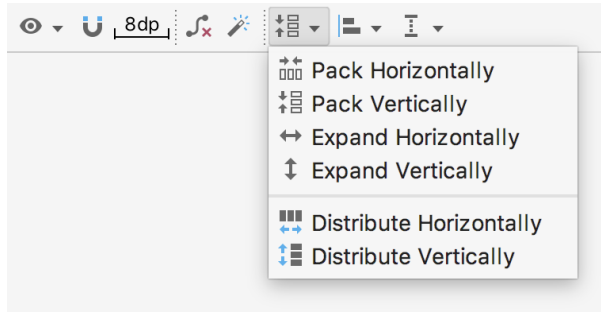 8dp
Pack Horizontally
Pack Vertically
Expand Horizontally
Expand Vertically
Distribute Horizontally
Distribute Vertically